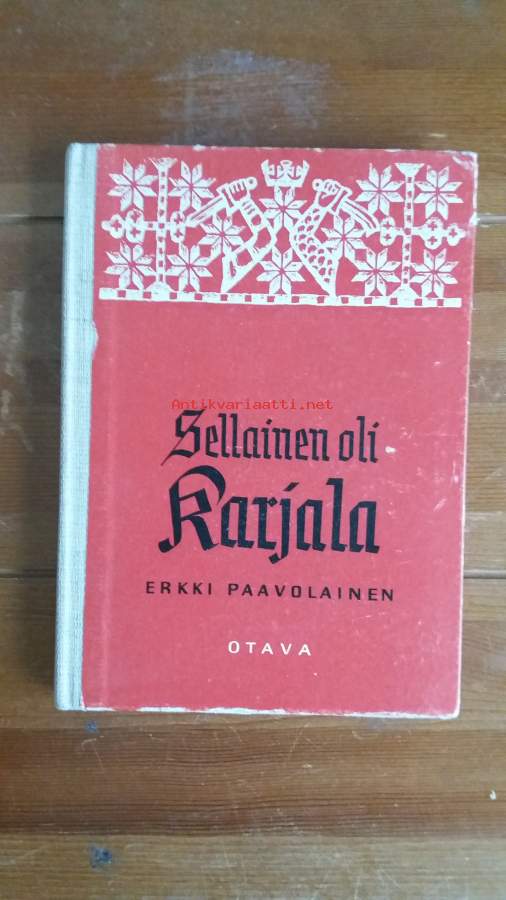 Antikvariaatti.net
Sellainen oli
Karjala
ERKKI PAAVOLAINEN
OTAVA